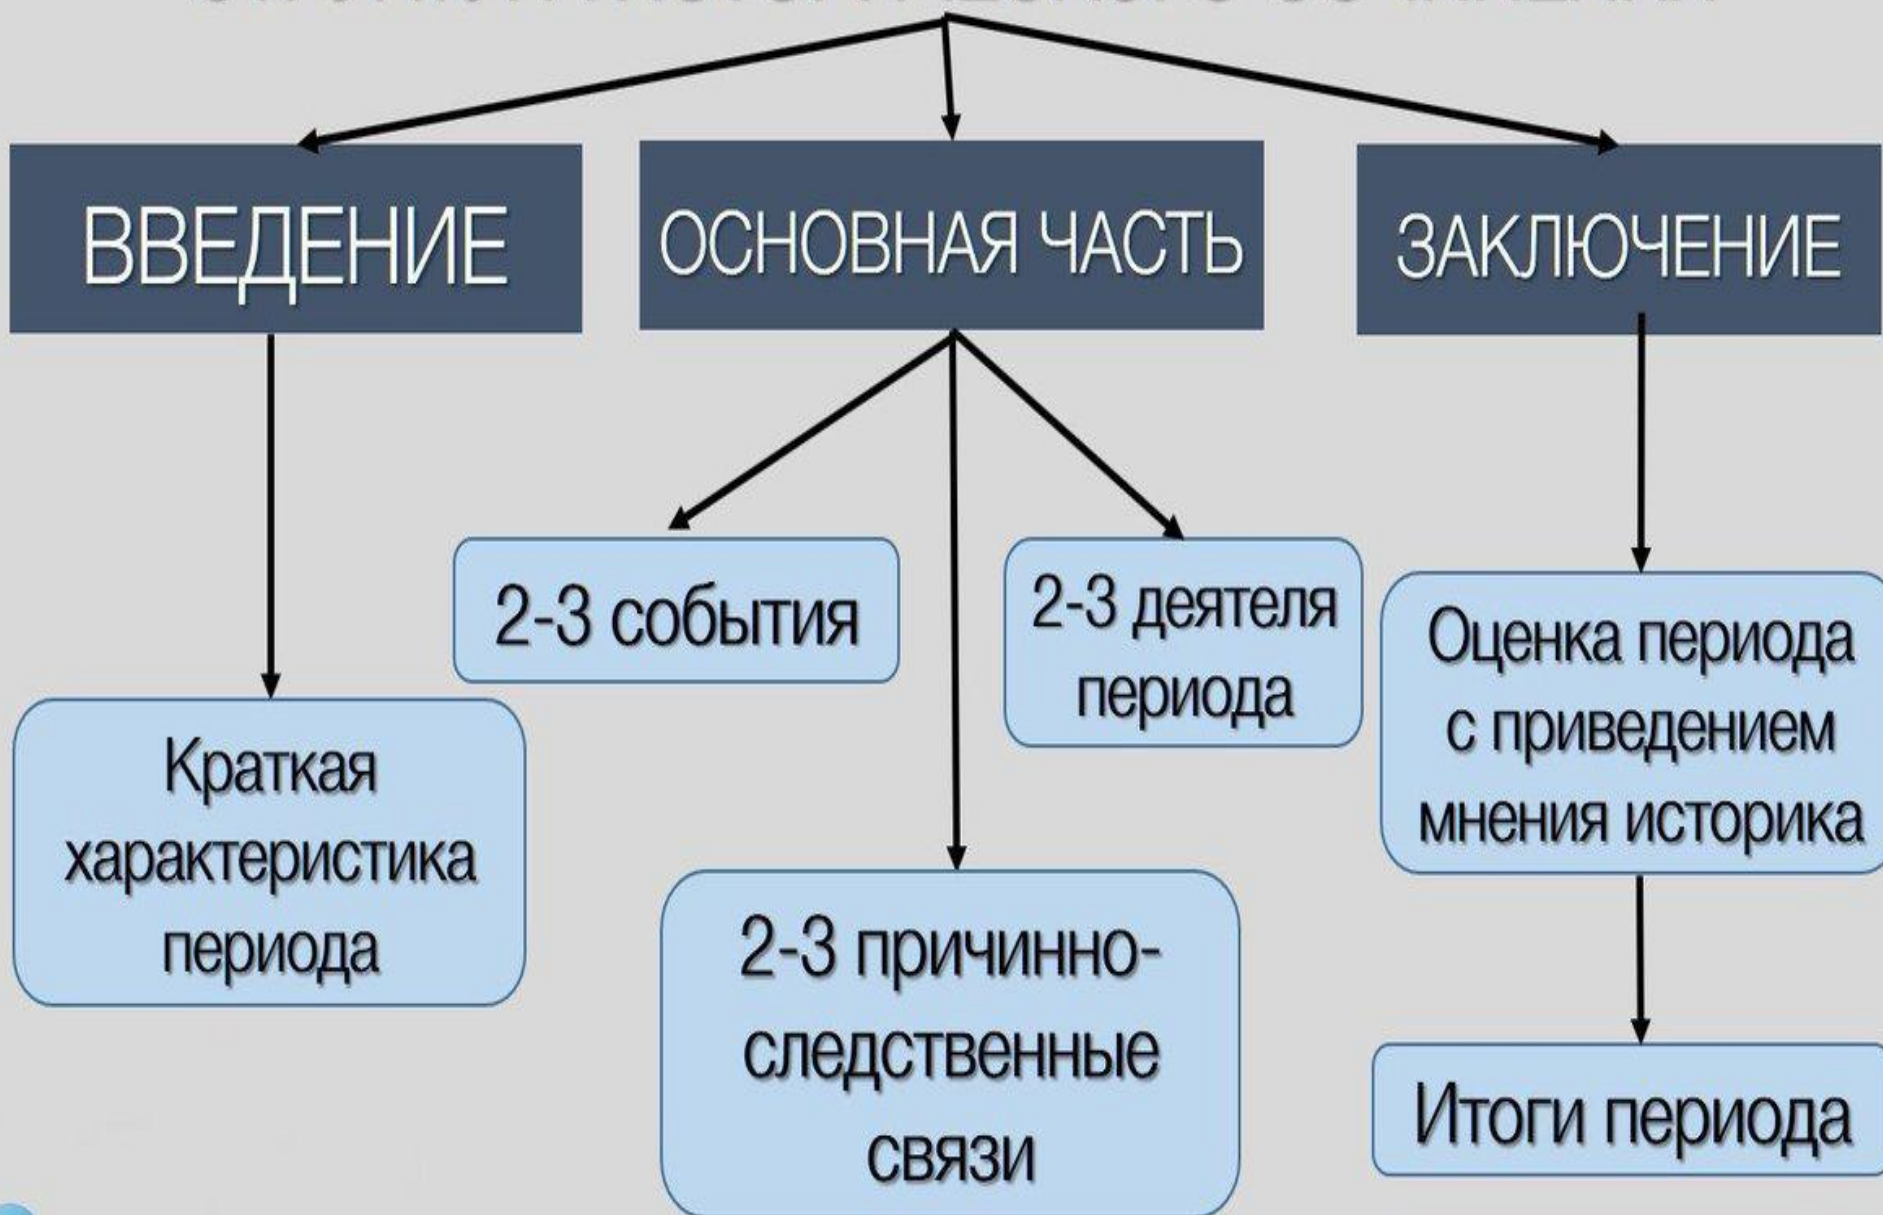 ВВЕДЕНИЕ
ОСНОВНАЯ ЧАСТЬ
ЗАКЛЮЧЕНИЕ
2-3 события
2-3 деятеля
периода
Оценка периода
с приведением
мнения историка
Краткая
характеристика
периода
2-3 причинно-
следственные
связи
Итоги периода